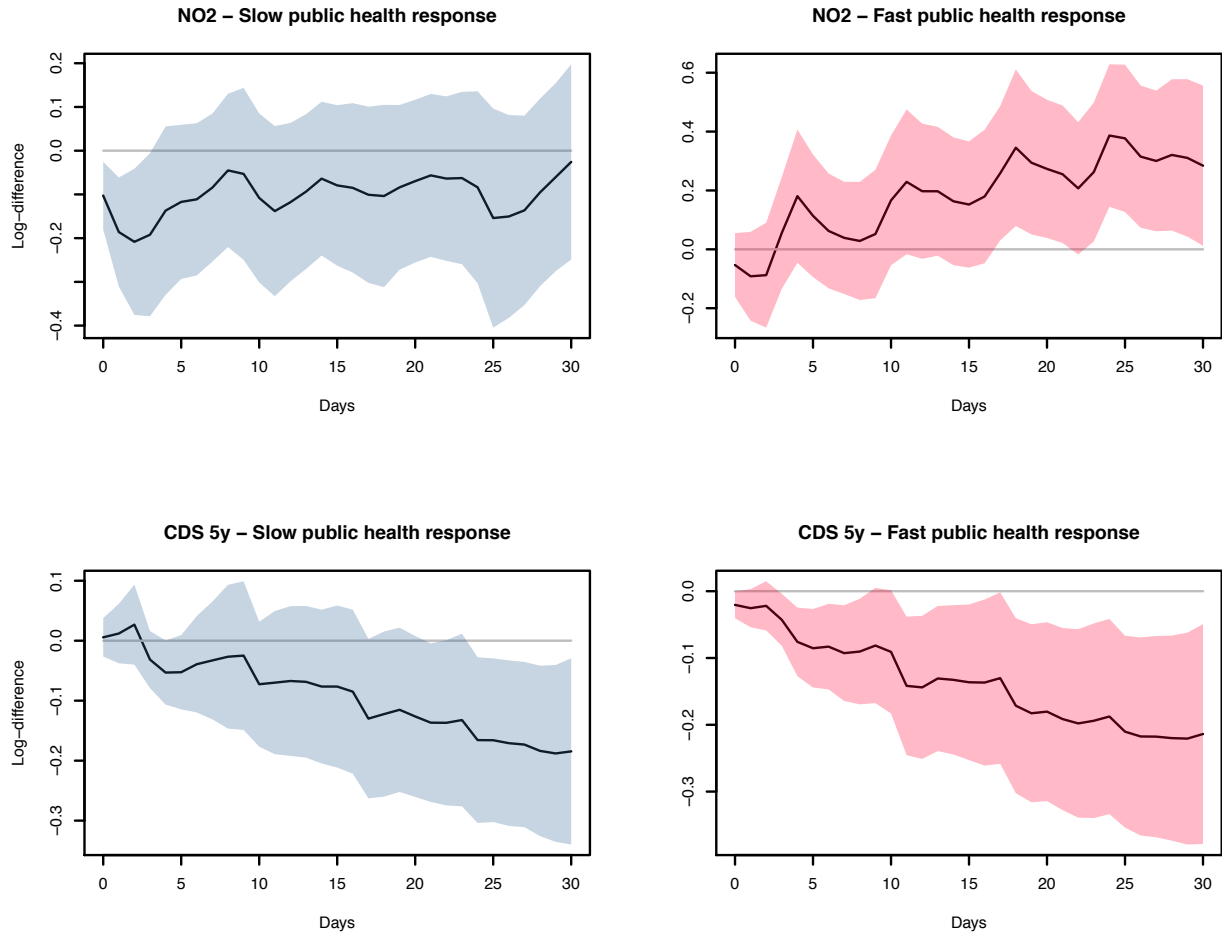 NO2 – Slow public health response
NO2 – Fast public health response
Log−difference
0.2
0.1
0.0
−0.2
−0.4
0 5 10 15 20 25 30
Days
0.6
0.4
0.2
0.0
−0.2
0 5 10 15 20 25 30
Days
CDS 5y – Slow public health response
CDS 5y – Fast public health response
Log−difference
0.1
0.0
−0.1
−0.2
−0.3
0 5 10 15 20 25 30
Days
0.0
−0.1
−0.2
−0.3
0 5 10 15 20 25 30
Days